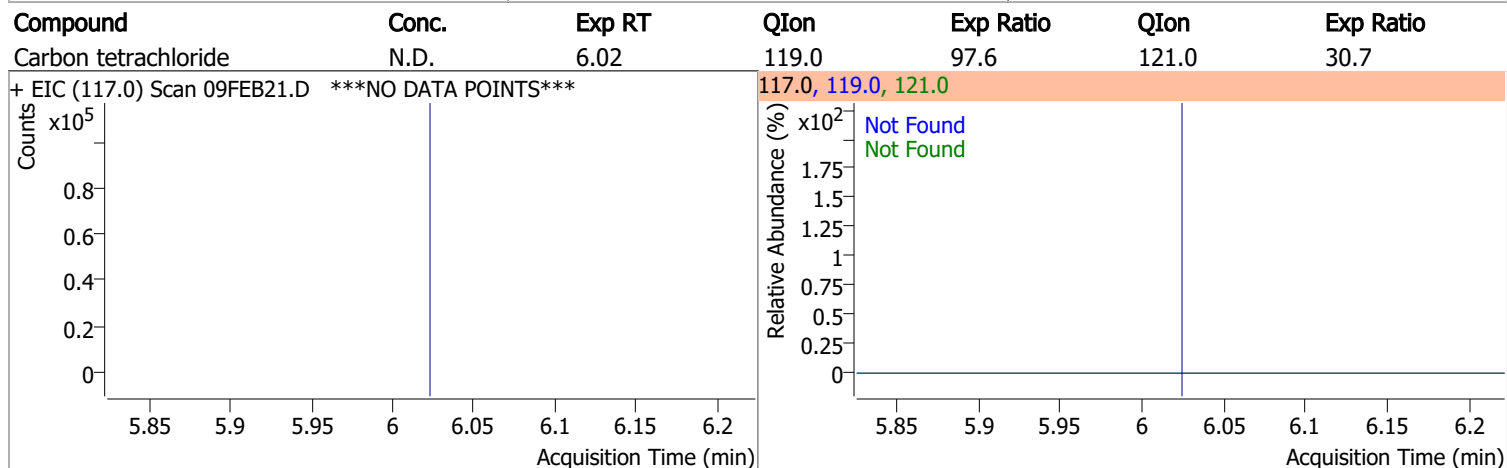 Compound Conc. Exp RT QIon Exp Ratio QIon Exp Ratio
Carbon tetrachloride N.D. 6.02 119.0 97.6 121.0 30.7
+ EIC (117.0) Scan 09FEB21.D ***NO DATA POINTS***
Counts
x10^5
0.8
0.6
0.4
0.2
0
5.85 5.9 5.95 6 6.05 6.1 6.15 6.2
Acquisition Time (min)
117.0, 119.0, 121.0
Relative Abundance (%)
x10^2
Not Found
Not Found
1.75
1.5
1.25
1
0.75
0.5
0.25
0
5.85 5.9 5.95 6 6.05 6.1 6.15 6.2
Acquisition Time (min)